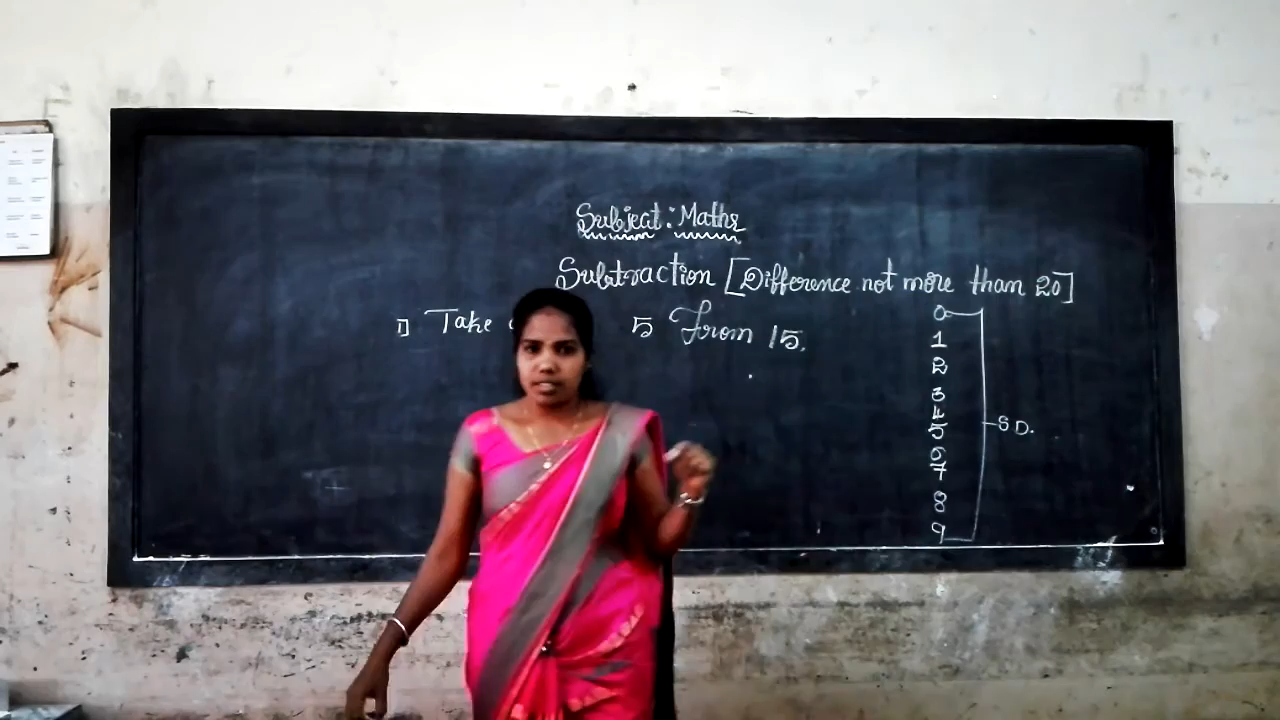 Subject : Maths
Subtraction [Difference not more than 20]
1] Take 5 From 15.
0
1
2
3
4
5
6
7
8
9
S D.